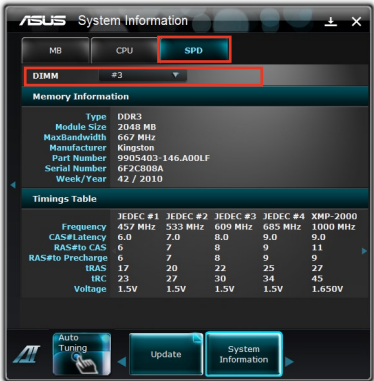 ASUS System Information
MB CPU SPD
DIMM #3
Memory Information
Type DDR3
Module Size 2048 MB
MaxBandwidth 667 MHz
Manufacturer Kingston
Part Number 9905403-146.A00LF
Serial Number 6F2C808A
Week/Year 42 / 2010
Timings Table
JEDEC #1 JEDEC #2 JEDEC #3 JEDEC #4 XMP-2000
Frequency 457 MHz 533 MHz 609 MHz 685 MHz 1000 MHz
CAS#Latency 6.0 7.0 8.0 9.0 9.0
RAS#to CAS 6 7 8 9 11
RAS#to Precharge 6 7 8 9 9
tRAS 17 20 22 25 27
tRC 23 27 30 34 45
Voltage 1.5V 1.5V 1.5V 1.5V 1.650V
Auto
Tuning
Update
System
Information